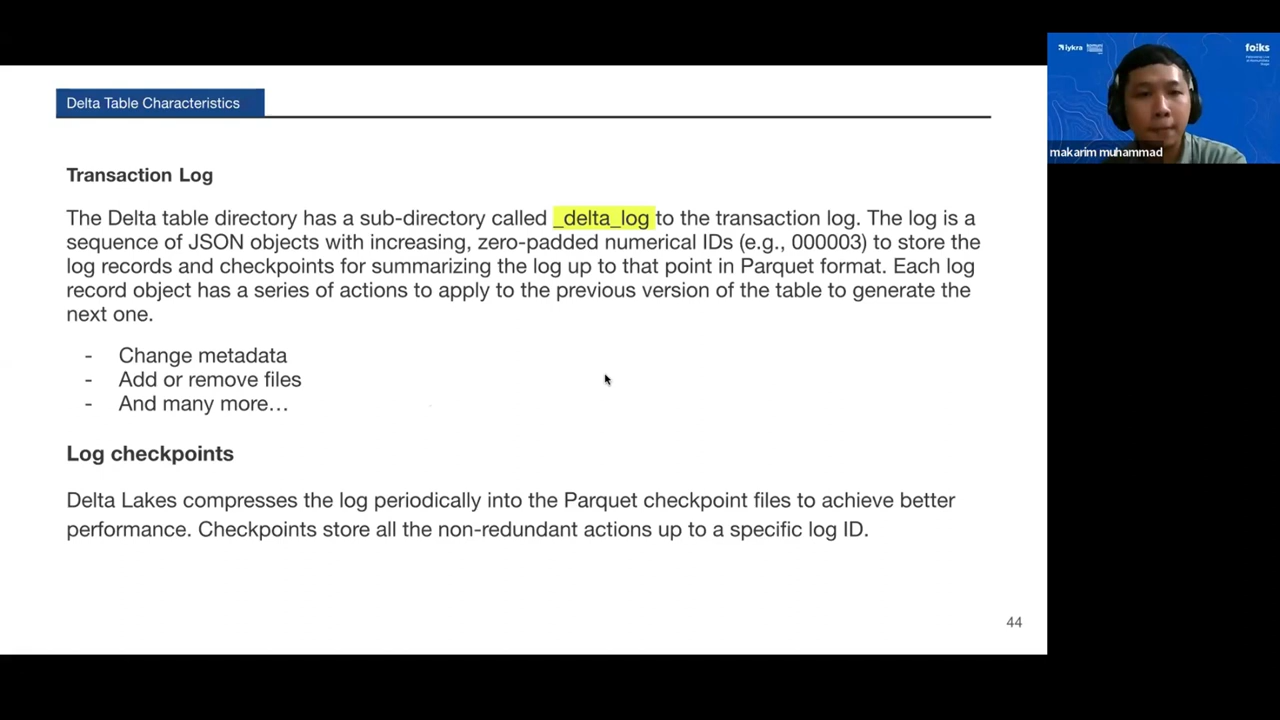 Delta Table Characteristics
Transaction Log
The Delta table directory has a sub-directory called _delta_log to the transaction log. The log is a
sequence of JSON objects with increasing, zero-padded numerical IDs (e.g., 000003) to store the
log records and checkpoints for summarizing the log up to that point in Parquet format. Each log
record object has a series of actions to apply to the previous version of the table to generate the
next one.
- Change metadata
- Add or remove files
- And many more…
Log checkpoints
Delta Lakes compresses the log periodically into the Parquet checkpoint files to achieve better
performance. Checkpoints store all the non-redundant actions up to a specific log ID.
44
iykra
fo:ks
makarim muhammad